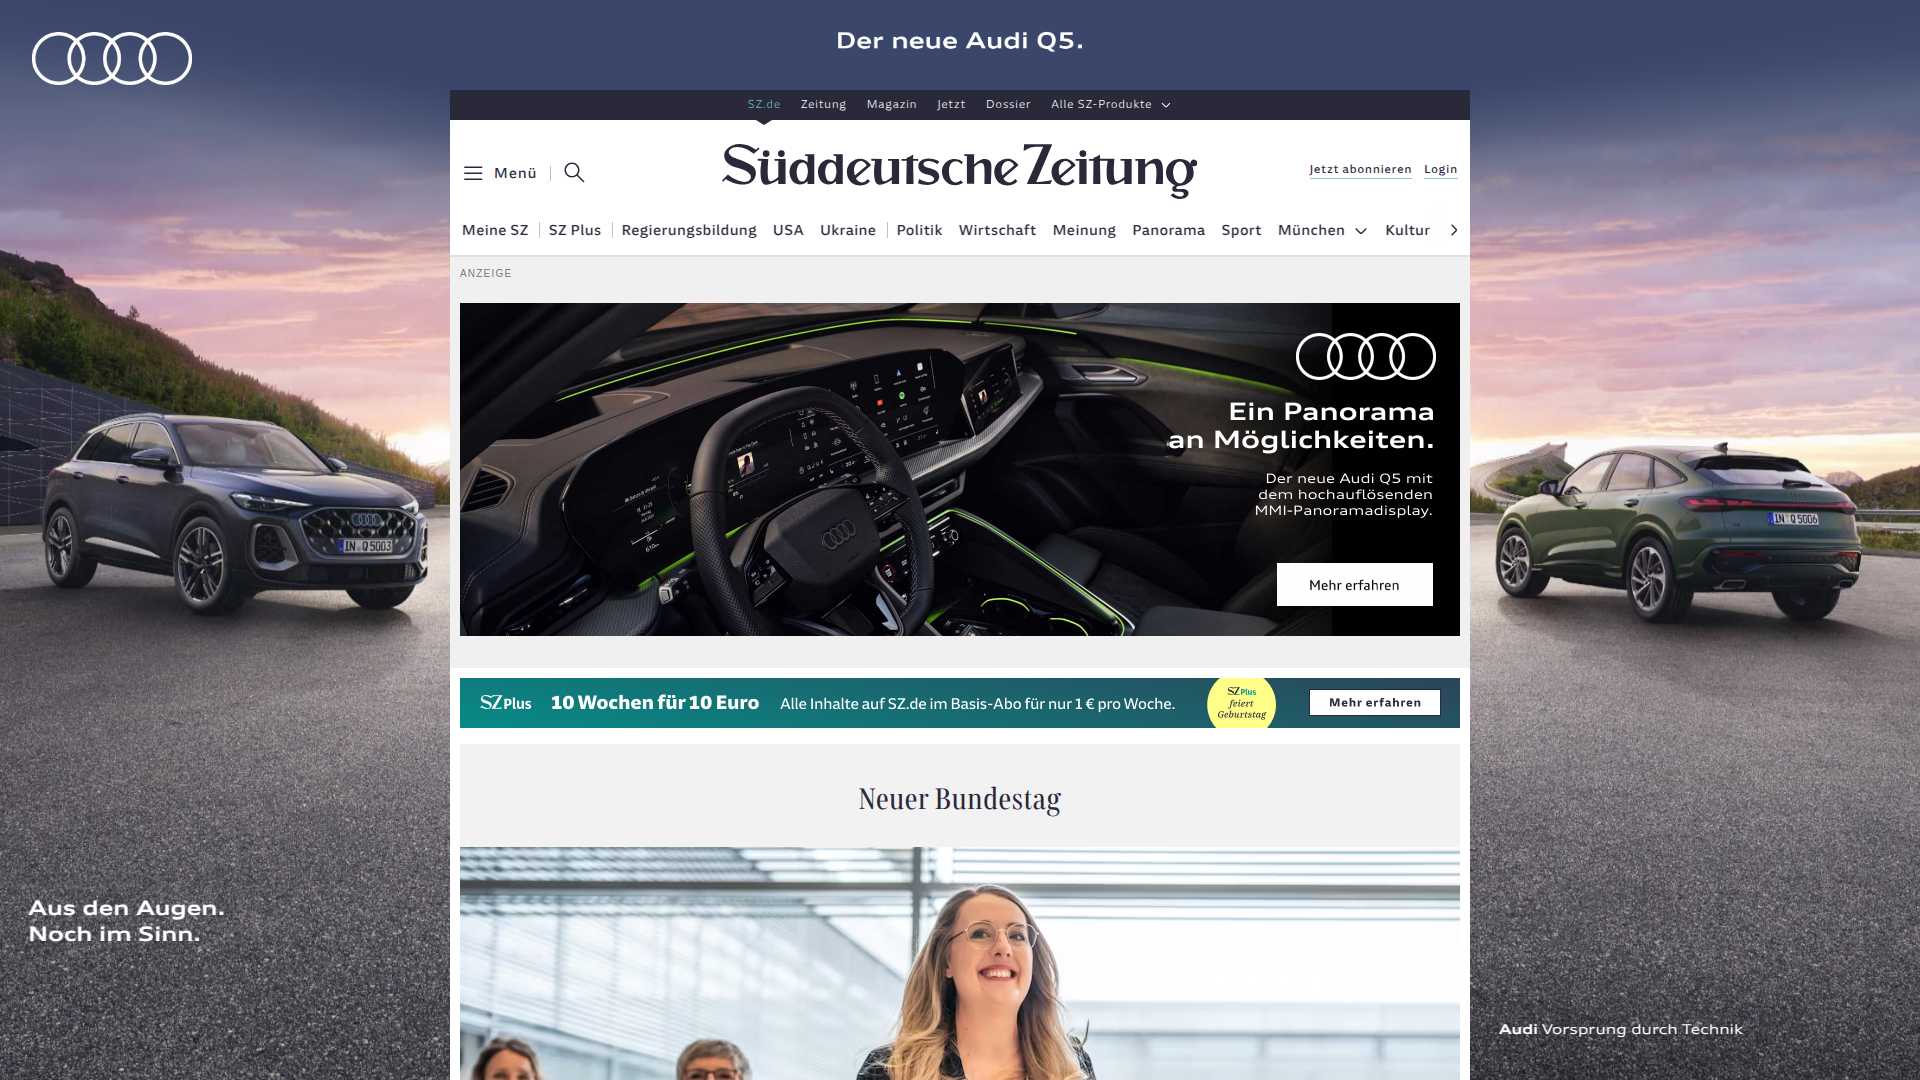 Der neue Audi Q5.
SZ.de Zeitung Magazin Jetzt Dossier Alle SZ-Produkte
Menü
Süddeutsche Zeitung
Jetzt abonnieren Login
Meine SZ SZ Plus Regierungsbildung USA Ukraine Politik Wirtschaft Meinung Panorama Sport München Kultur
ANZEIGE
Ein Panorama
an Möglichkeiten.
Der neue Audi Q5 mit
dem hochauflösenden
MMI-Panoramadisplay.
Mehr erfahren
IN Q 5003
IN Q 5006
SZ Plus 10 Wochen für 10 Euro Alle Inhalte auf SZ.de im Basis-Abo für nur 1 € pro Woche.
SZ Plus
feiert
Geburtstag
Mehr erfahren
Neuer Bundestag
Aus den Augen.
Noch im Sinn.
Audi Vorsprung durch Technik